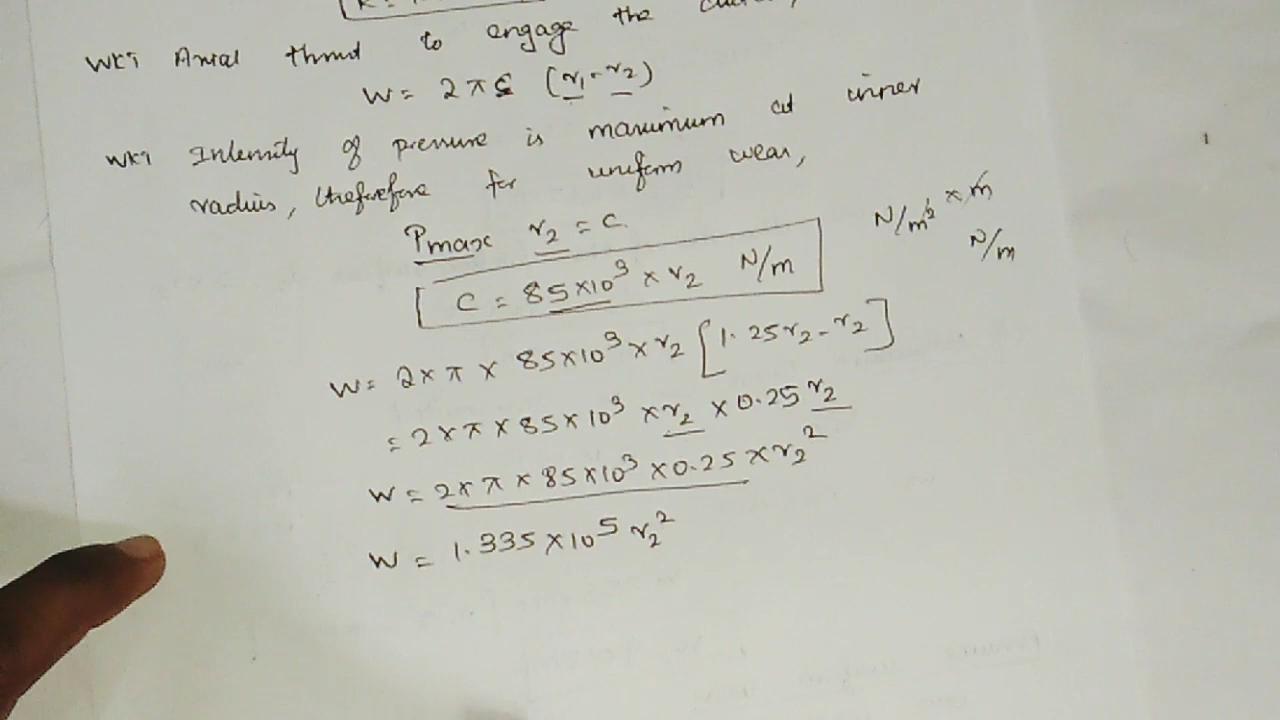 WKT Axial thrust to engage the
W = 2πC (r₁-r₂)
WKT Intensity of pressure is maximum at inner
radius, therefore for uniform wear,
Pmax r₂ = C.
N/m² × m
N/m
C = 85×10³ × r₂ N/m
W = 2×π× 85×10³×r₂ [1.25r₂-r₂]
= 2×π×85×10³ ×r₂ ×0.25 r₂
W = 2×π×85×10³×0.25×r₂²
W = 1.335×10⁵ r₂²